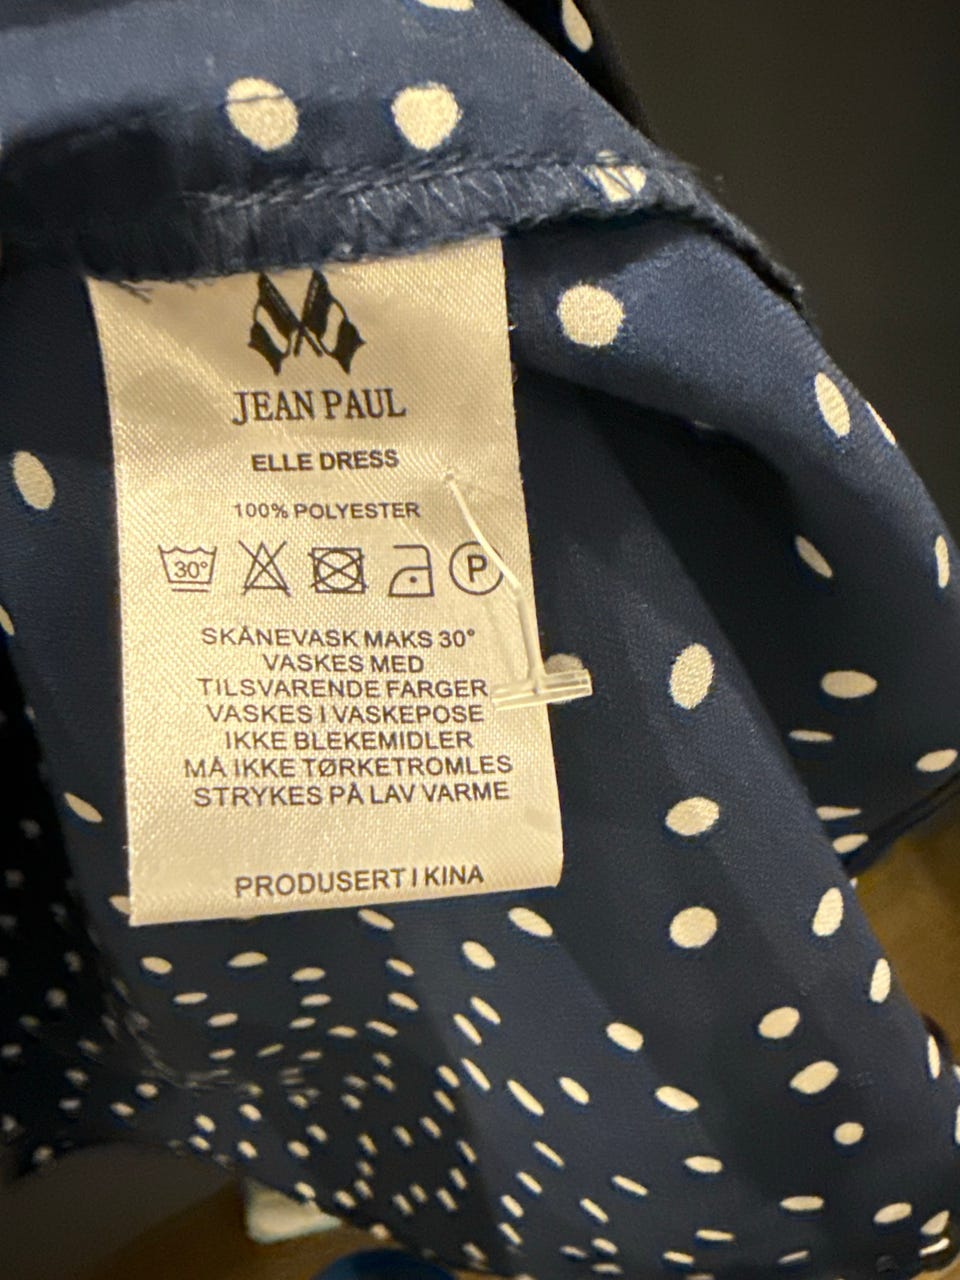 JEAN PAUL
ELLE DRESS
100% POLYESTER
30° P
SKÅNEVASK MAKS 30°
VASKES MED
TILSVARENDE FARGER
VASKES I VASKEPOSE
IKKE BLEKEMIDLER
MÅ IKKE TØRKETROMLES
STRYKES PÅ LAV VARME
PRODUSERT I KINA